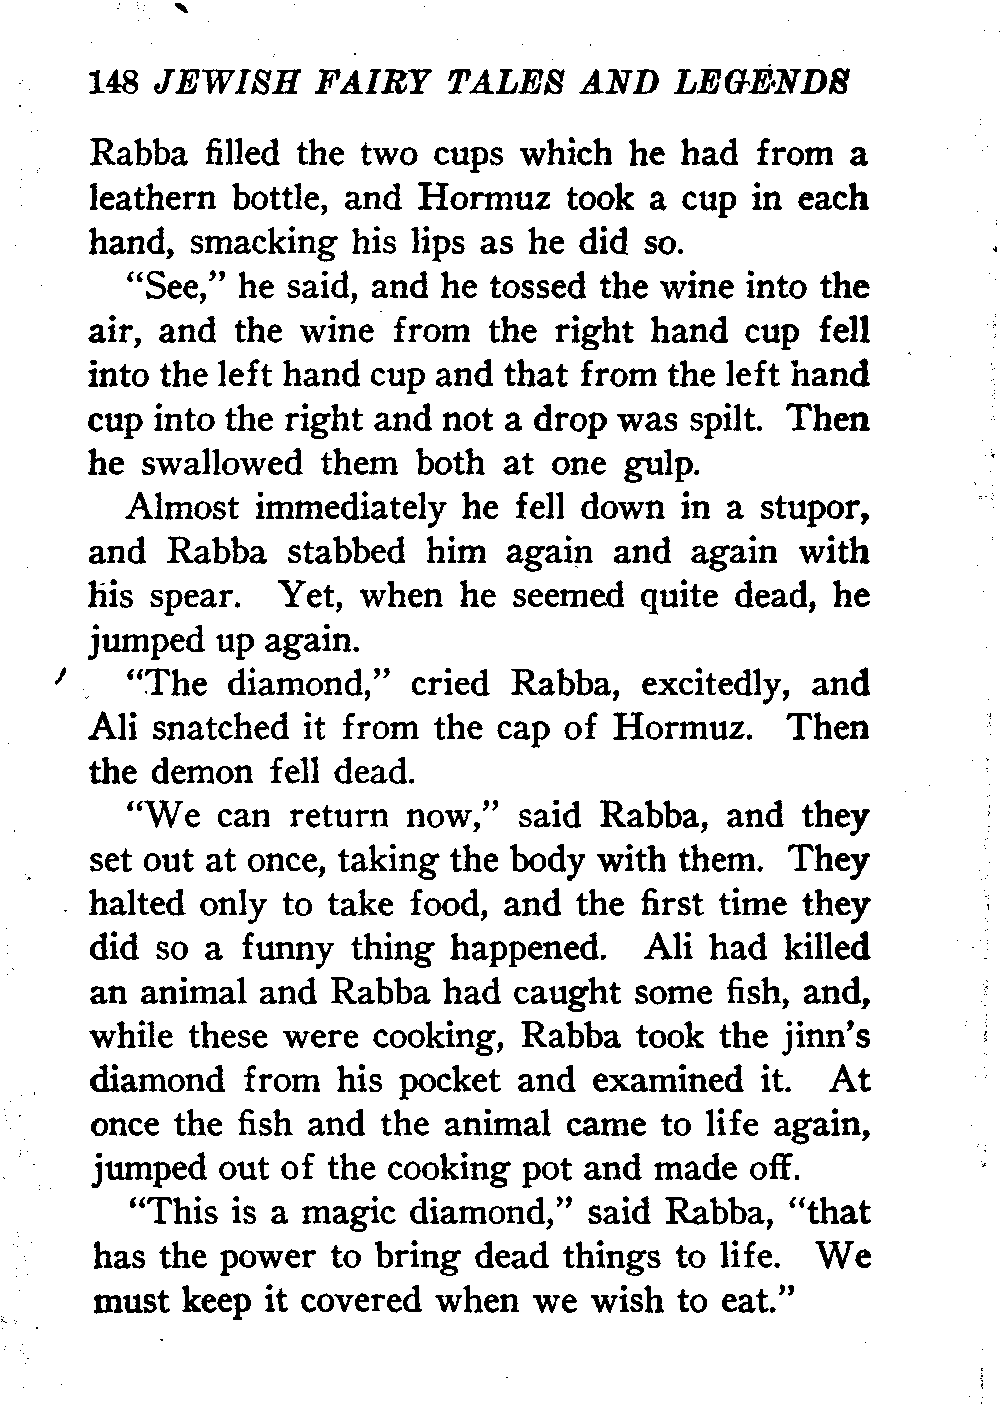 148 JEWISH FAIRY TALES AND LEGENDS
Rabba filled the two cups which he had from a
leathern bottle, and Hormuz took a cup in each
hand, smacking his lips as he did so.
“See,” he said, and he tossed the wine into the
air, and the wine from the right hand cup fell
into the left hand cup and that from the left hand
cup into the right and not a drop was spilt. Then
he swallowed them both at one gulp.
Almost immediately he fell down in a stupor,
and Rabba stabbed him again and again with
his spear. Yet, when he seemed quite dead, he
jumped up again.
“The diamond,” cried Rabba, excitedly, and
Ali snatched it from the cap of Hormuz. Then
the demon fell dead.
“We can return now,” said Rabba, and they
set out at once, taking the body with them. They
halted only to take food, and the first time they
did so a funny thing happened. Ali had killed
an animal and Rabba had caught some fish, and,
while these were cooking, Rabba took the jinn’s
diamond from his pocket and examined it. At
once the fish and the animal came to life again,
jumped out of the cooking pot and made off.
“This is a magic diamond,” said Rabba, “that
has the power to bring dead things to life. We
must keep it covered when we wish to eat.”